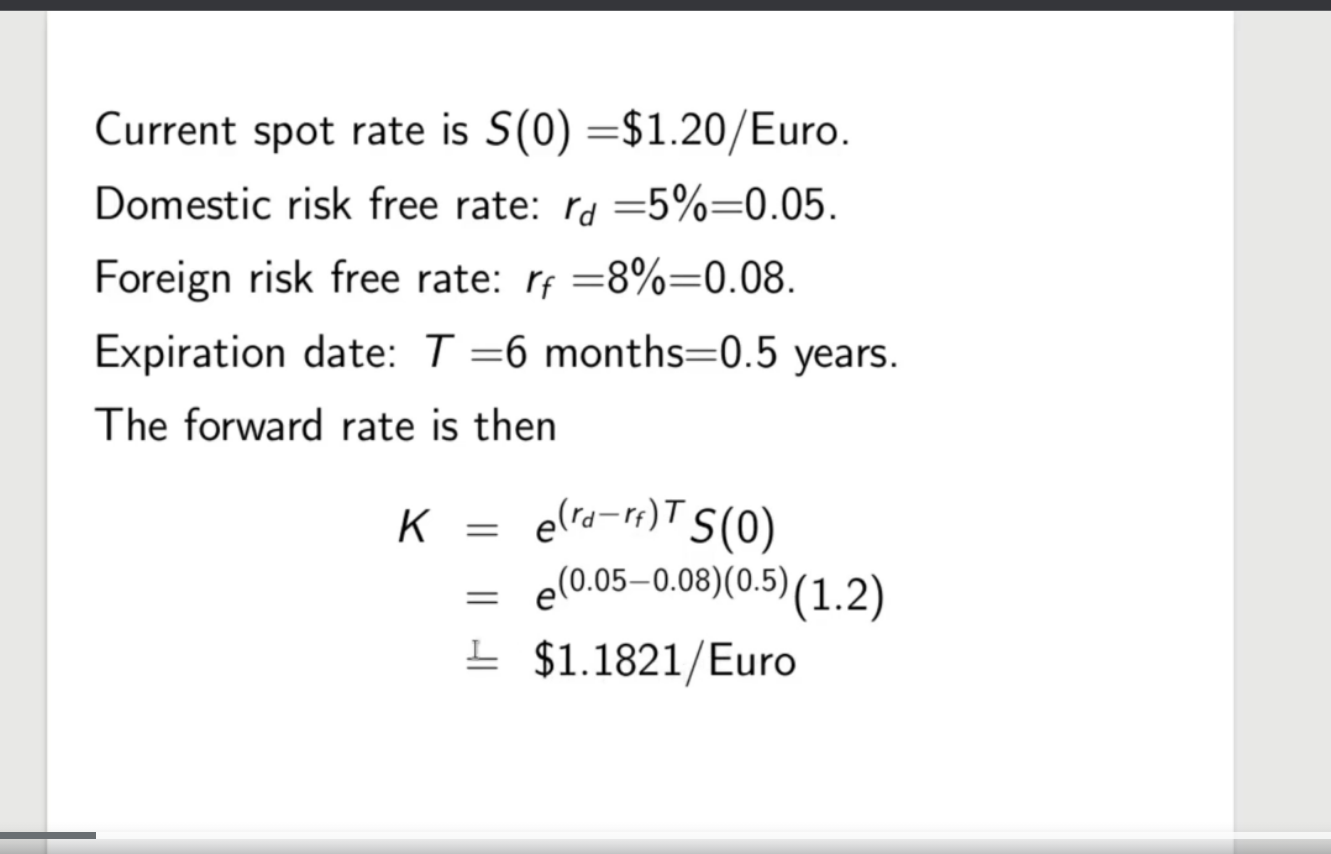 Current spot rate is S(0) =$1.20/Euro.
Domestic risk free rate: r_d =5%=0.05.
Foreign risk free rate: r_f =8%=0.08.
Expiration date: T =6 months=0.5 years.
The forward rate is then
K = e^{(r_d−r_f)T} S(0)
= e^{(0.05−0.08)(0.5)}(1.2)
= $1.1821/Euro